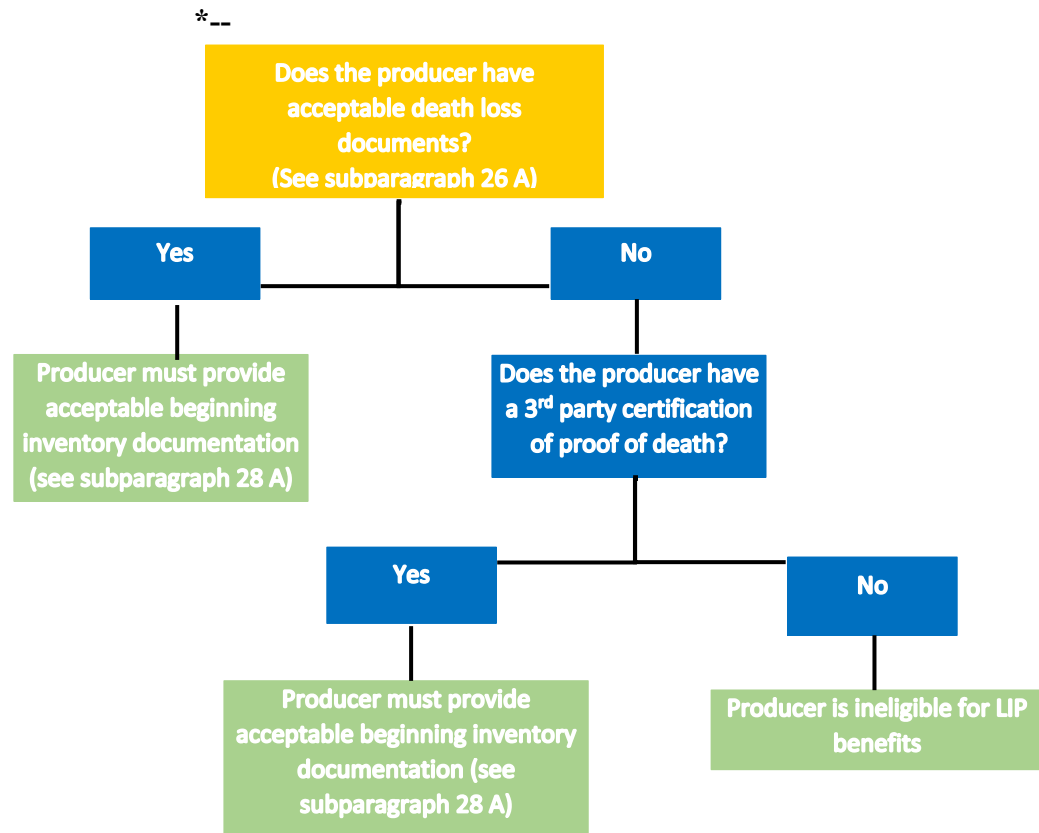 *--
Does the producer have
acceptable death loss
documents?
(See subparagraph 26 A)
Yes
No
Producer must provide
acceptable beginning
inventory documentation
(see subparagraph 28 A)
Does the producer have
a 3rd party certification
of proof of death?
Yes
No
Producer must provide
acceptable beginning inventory
documentation (see
subparagraph 28 A)
Producer is ineligible for LIP
benefits